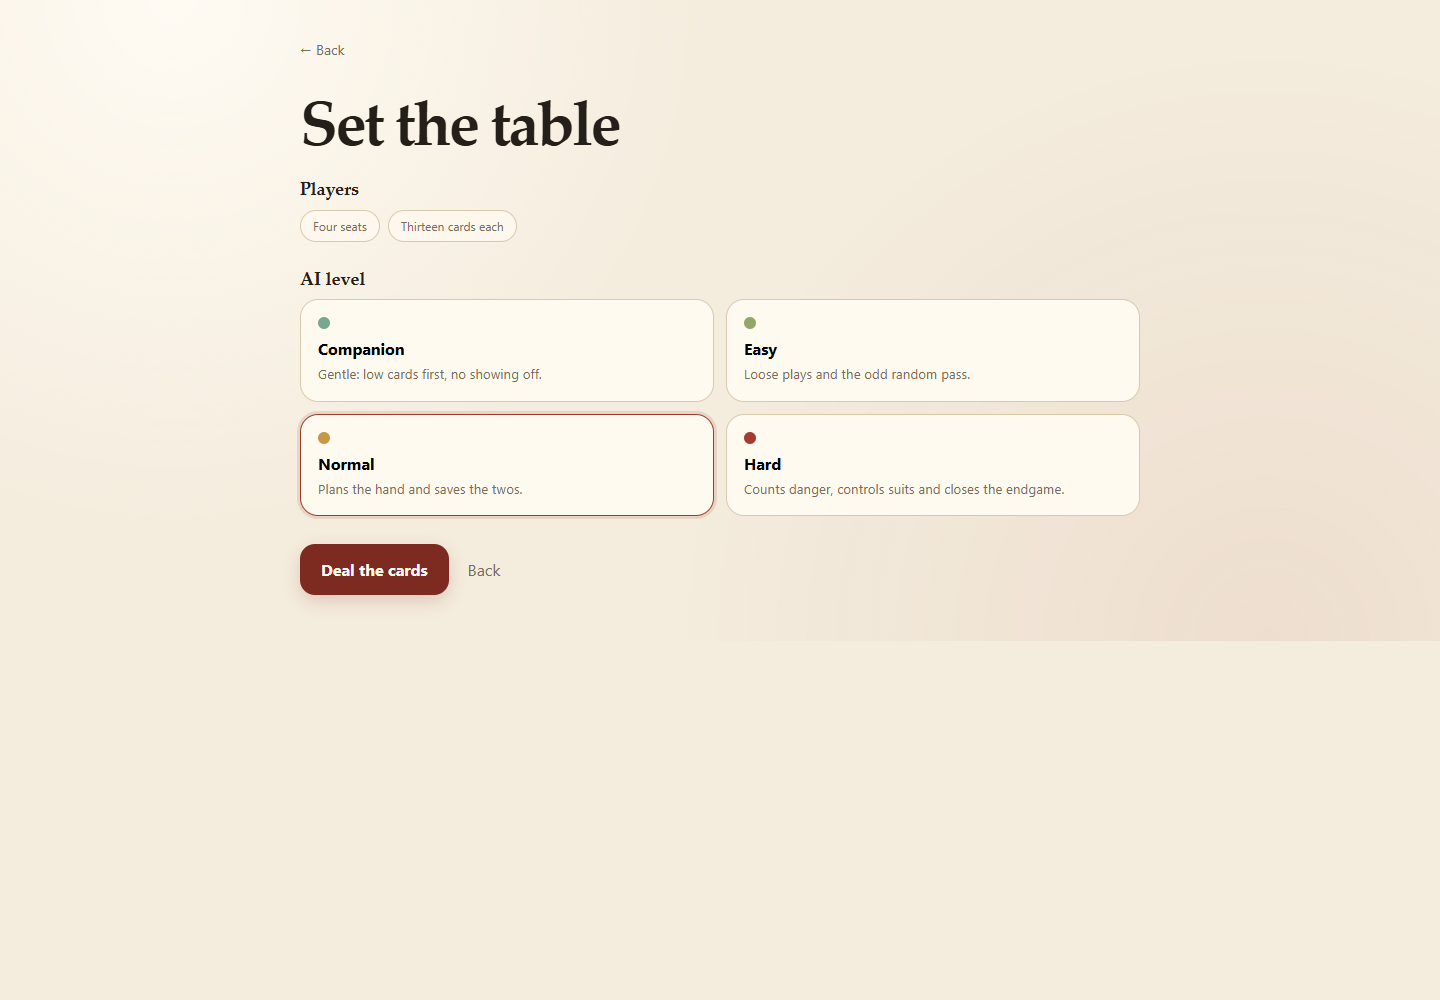 ← Back
Set the table
Players
Four seats
Thirteen cards each
AI level
Companion
Gentle: low cards first, no showing off.
Easy
Loose plays and the odd random pass.
Normal
Plans the hand and saves the twos.
Hard
Counts danger, controls suits and closes the endgame.
Deal the cards
Back